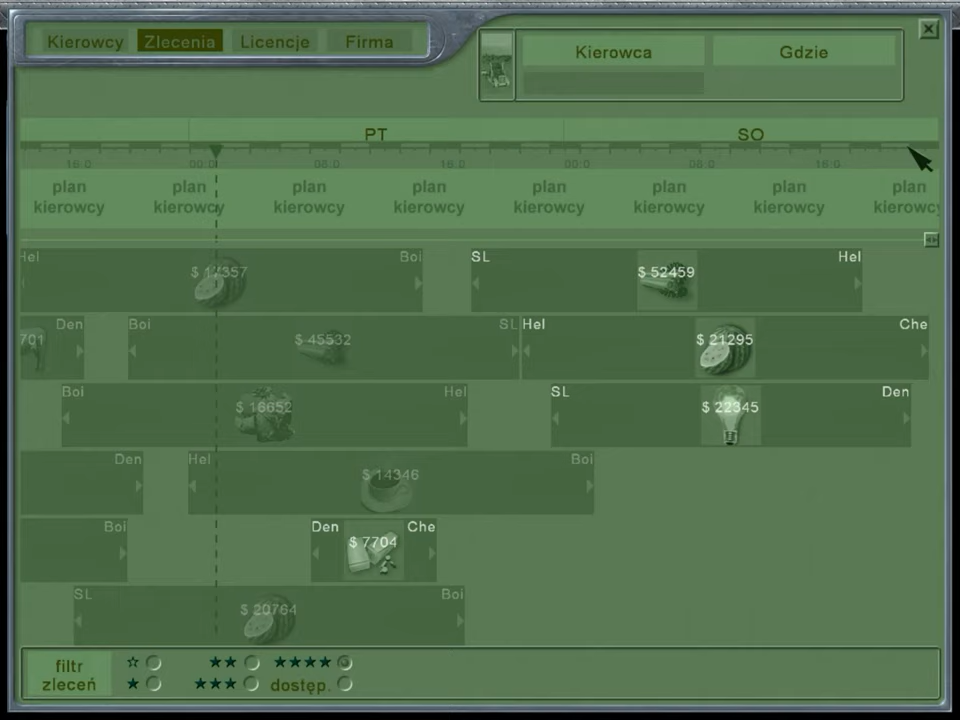 Kierowcy Zlecenia Licencje Firma
Kierowca Gdzie
PT SO
16:0 00:0 08:0 16:0 00:0 08:0 16:0
plan plan plan plan plan plan plan plan
kierowcy kierowcy kierowcy kierowcy kierowcy kierowcy kierowcy kierowcy
Hel $ 17357 Boi SL $ 52459 Hel
701 Den Boi $ 45532 SL Hel $ 21295 Che
Boi $ 16652 Hel SL $ 22345 Den
Den Hel $ 14346 Boi
Boi Den $ 7704 Che
SL $ 20764 Boi
filtr
zleceń
dostęp.